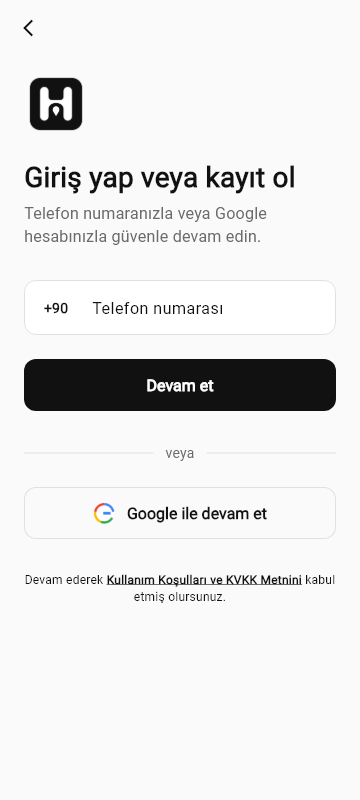 Giriş yap veya kayıt ol
Telefon numaranızla veya Google
hesabınızla güvenle devam edin.
+90 Telefon numarası
Devam et
veya
Google ile devam et
Devam ederek Kullanım Koşulları ve KVKK Metnini kabul
etmiş olursunuz.